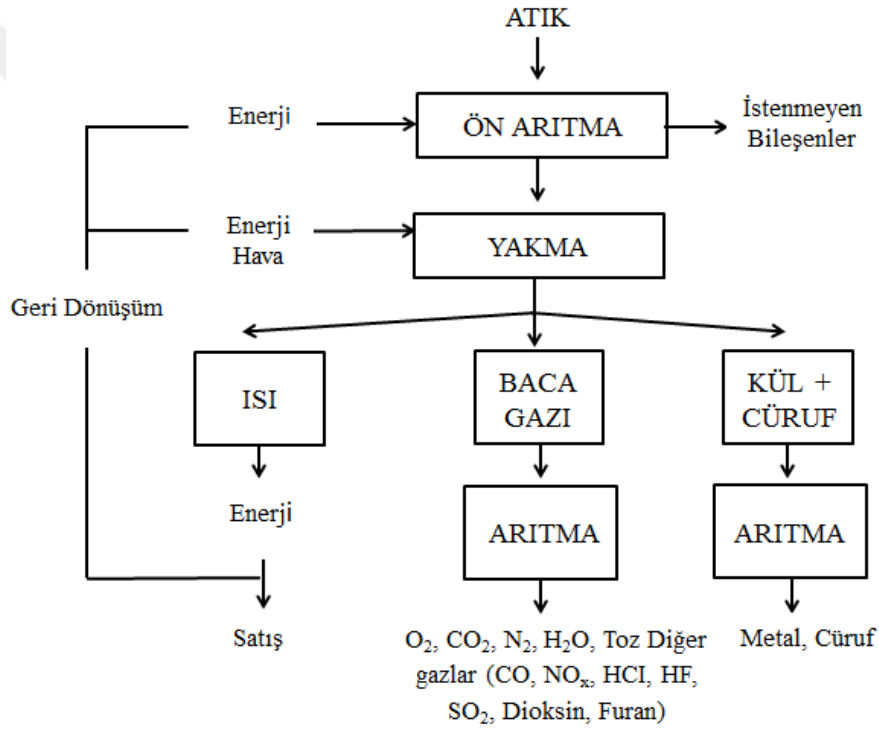 ATIK
Enerji
ÖN ARITMA
İstenmeyen
Bileşenler
Enerji
Hava
YAKMA
Geri Dönüşüm
ISI
BACA
GAZI
KÜL +
CÜRUF
Enerji
ARITMA
ARITMA
Satış
O₂, CO₂, N₂, H₂O, Toz Diğer
gazlar (CO, NOₓ, HCI, HF,
SO₂, Dioksin, Furan)
Metal, Cüruf